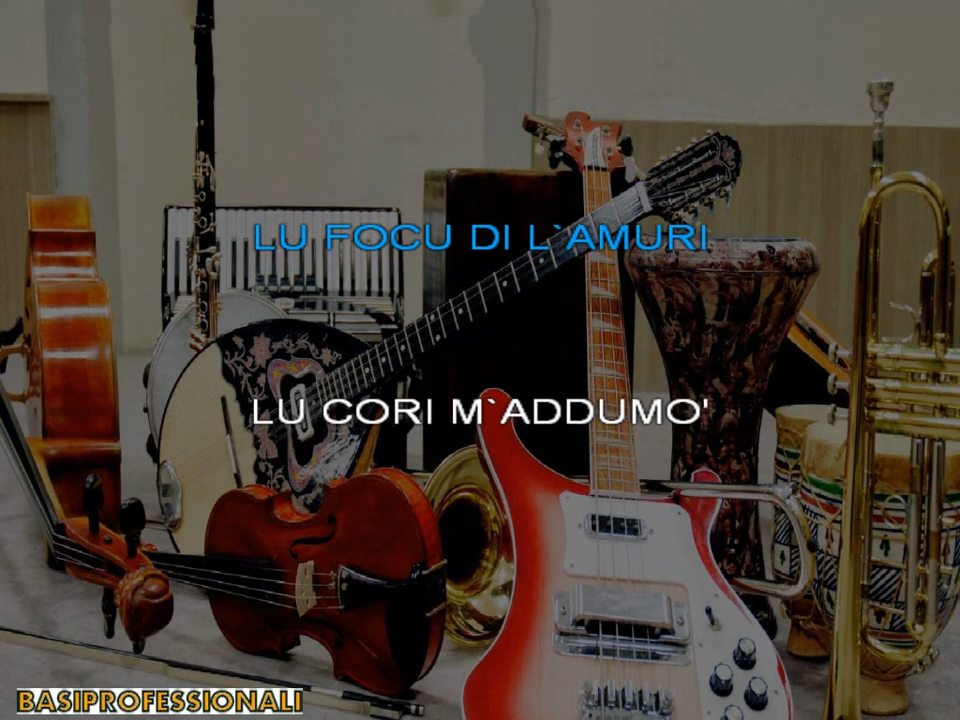 LU FOCU DI L`AMURI
LU CORI M`ADDUMO'
BASIPROFESSIONALI